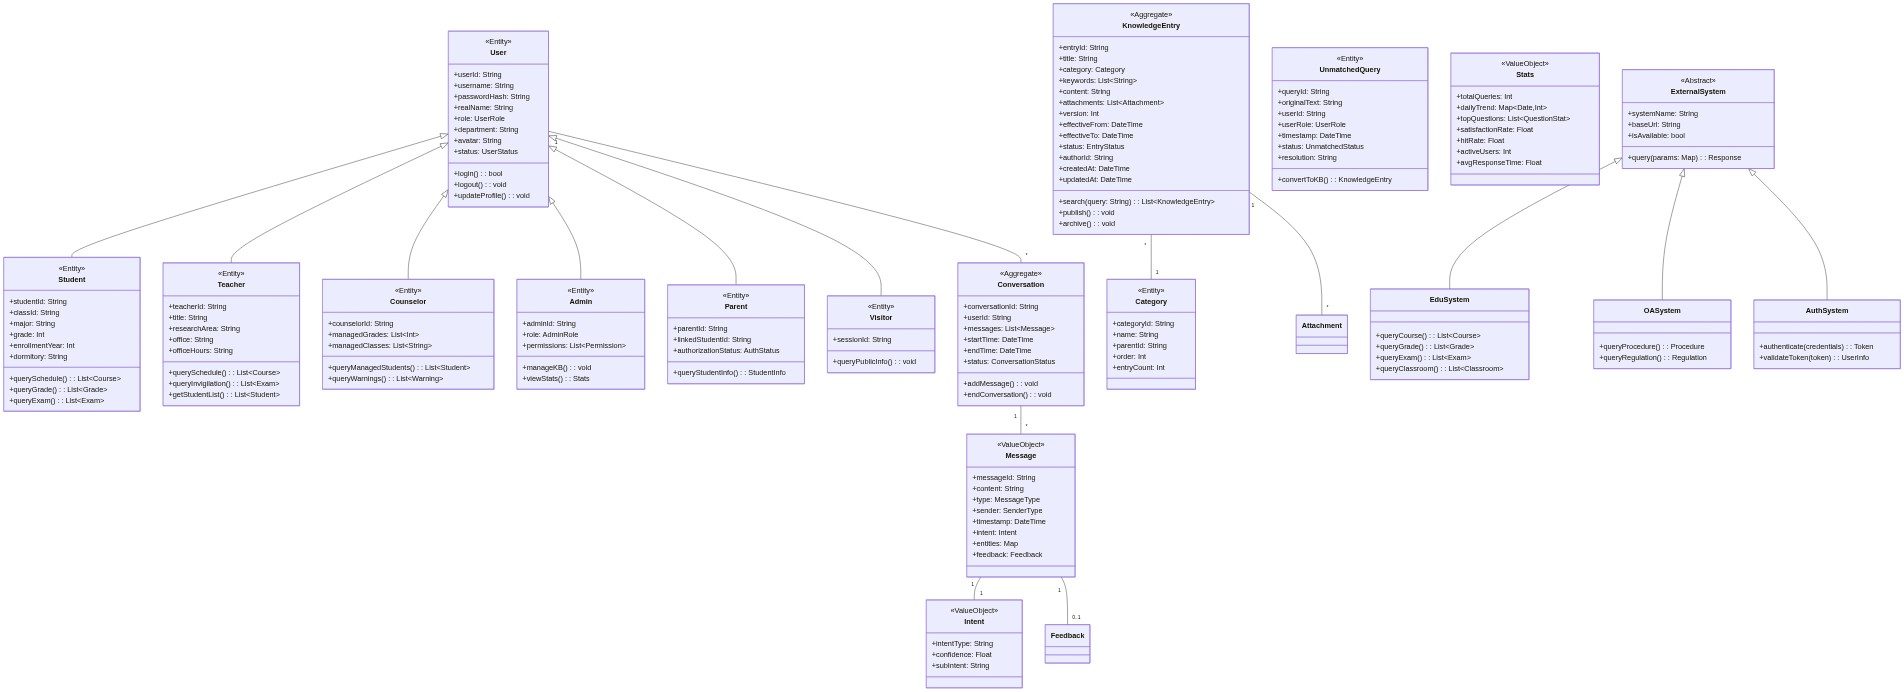 «Entity»
User
+userId: String
+username: String
+passwordHash: String
+realName: String
+role: UserRole
+department: String
+avatar: String
+status: UserStatus
+login() : : bool
+logout() : : void
+updateProfile() : : void
1
*
«Aggregate»
KnowledgeEntry
+entryId: String
+title: String
+category: Category
+keywords: List<String>
+content: String
+attachments: List<Attachment>
+version: Int
+effectiveFrom: DateTime
+effectiveTo: DateTime
+status: EntryStatus
+authorId: String
+createdAt: DateTime
+updatedAt: DateTime
+search(query: String) : : List<KnowledgeEntry>
+publish() : : void
+archive() : : void
*
1
1
*
«Entity»
UnmatchedQuery
+queryId: String
+originalText: String
+userId: String
+userRole: UserRole
+timestamp: DateTime
+status: UnmatchedStatus
+resolution: String
+convertToKB() : : KnowledgeEntry
«ValueObject»
Stats
+totalQueries: Int
+dailyTrend: Map<Date,Int>
+topQuestions: List<QuestionStat>
+satisfactionRate: Float
+hitRate: Float
+activeUsers: Int
+avgResponseTime: Float
«Abstract»
ExternalSystem
+systemName: String
+baseUrl: String
+isAvailable: bool
+query(params: Map) : : Response
«Entity»
Student
+studentId: String
+classId: String
+major: String
+grade: Int
+enrollmentYear: Int
+dormitory: String
+querySchedule() : : List<Course>
+queryGrade() : : List<Grade>
+queryExam() : : List<Exam>
«Entity»
Teacher
+teacherId: String
+title: String
+researchArea: String
+office: String
+officeHours: String
+querySchedule() : : List<Course>
+queryInvigilation() : : List<Exam>
+getStudentList() : : List<Student>
«Entity»
Counselor
+counselorId: String
+managedGrades: List<Int>
+managedClasses: List<String>
+queryManagedStudents() : : List<Student>
+queryWarnings() : : List<Warning>
«Entity»
Admin
+adminId: String
+role: AdminRole
+permissions: List<Permission>
+manageKB() : : void
+viewStats() : : Stats
«Entity»
Parent
+parentId: String
+linkedStudentId: String
+authorizationStatus: AuthStatus
+queryStudentInfo() : : StudentInfo
«Entity»
Visitor
+sessionId: String
+queryPublicInfo() : : void
«Aggregate»
Conversation
+conversationId: String
+userId: String
+messages: List<Message>
+startTime: DateTime
+endTime: DateTime
+status: ConversationStatus
+addMessage() : : void
+endConversation() : : void
1
*
«Entity»
Category
+categoryId: String
+name: String
+parentId: String
+order: Int
+entryCount: Int
Attachment
EduSystem
+queryCourse() : : List<Course>
+queryGrade() : : List<Grade>
+queryExam() : : List<Exam>
+queryClassroom() : : List<Classroom>
OASystem
+queryProcedure() : : Procedure
+queryRegulation() : : Regulation
AuthSystem
+authenticate(credentials) : : Token
+validateToken(token) : : UserInfo
«ValueObject»
Message
+messageId: String
+content: String
+type: MessageType
+sender: SenderType
+timestamp: DateTime
+intent: Intent
+entities: Map
+feedback: Feedback
1
1
1
0..1
«ValueObject»
Intent
+intentType: String
+confidence: Float
+subIntent: String
Feedback